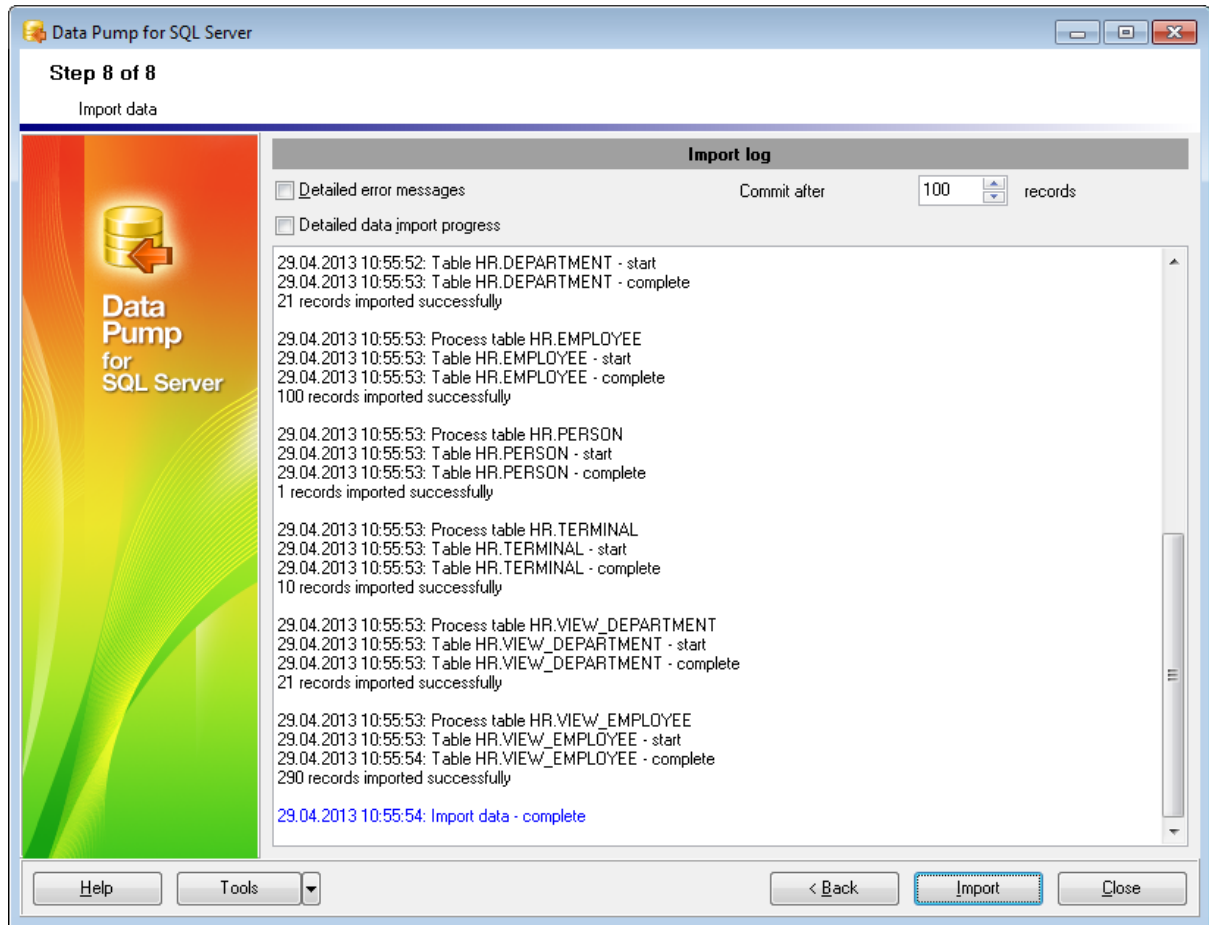 Data Pump for SQL Server
Step 8 of 8
Import data
Data
Pump
for
SQL Server
Import log
Detailed error messages
Commit after 100 records
Detailed data import progress
29.04.2013 10:55:52: Table HR.DEPARTMENT - start
29.04.2013 10:55:53: Table HR.DEPARTMENT - complete
21 records imported successfully
29.04.2013 10:55:53: Process table HR.EMPLOYEE
29.04.2013 10:55:53: Table HR.EMPLOYEE - start
29.04.2013 10:55:53: Table HR.EMPLOYEE - complete
100 records imported successfully
29.04.2013 10:55:53: Process table HR.PERSON
29.04.2013 10:55:53: Table HR.PERSON - start
29.04.2013 10:55:53: Table HR.PERSON - complete
1 records imported successfully
29.04.2013 10:55:53: Process table HR.TERMINAL
29.04.2013 10:55:53: Table HR.TERMINAL - start
29.04.2013 10:55:53: Table HR.TERMINAL - complete
10 records imported successfully
29.04.2013 10:55:53: Process table HR.VIEW_DEPARTMENT
29.04.2013 10:55:53: Table HR.VIEW_DEPARTMENT - start
29.04.2013 10:55:53: Table HR.VIEW_DEPARTMENT - complete
21 records imported successfully
29.04.2013 10:55:53: Process table HR.VIEW_EMPLOYEE
29.04.2013 10:55:53: Table HR.VIEW_EMPLOYEE - start
29.04.2013 10:55:54: Table HR.VIEW_EMPLOYEE - complete
290 records imported successfully
29.04.2013 10:55:54: Import data - complete
Help Tools < Back Import Close